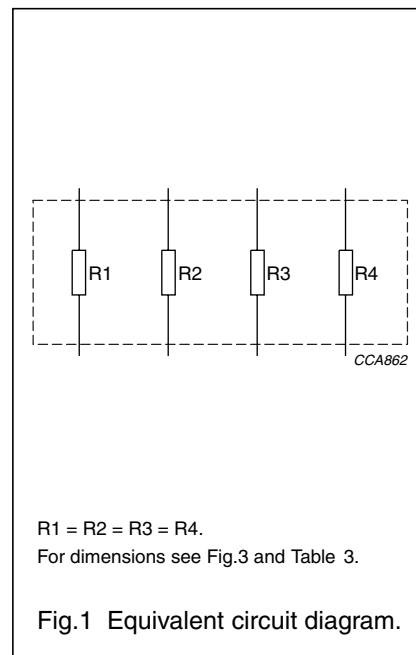 R1 R2 R3 R4
CCA862
R1 = R2 = R3 = R4.
For dimensions see Fig.3 and Table 3.
Fig.1 Equivalent circuit diagram.